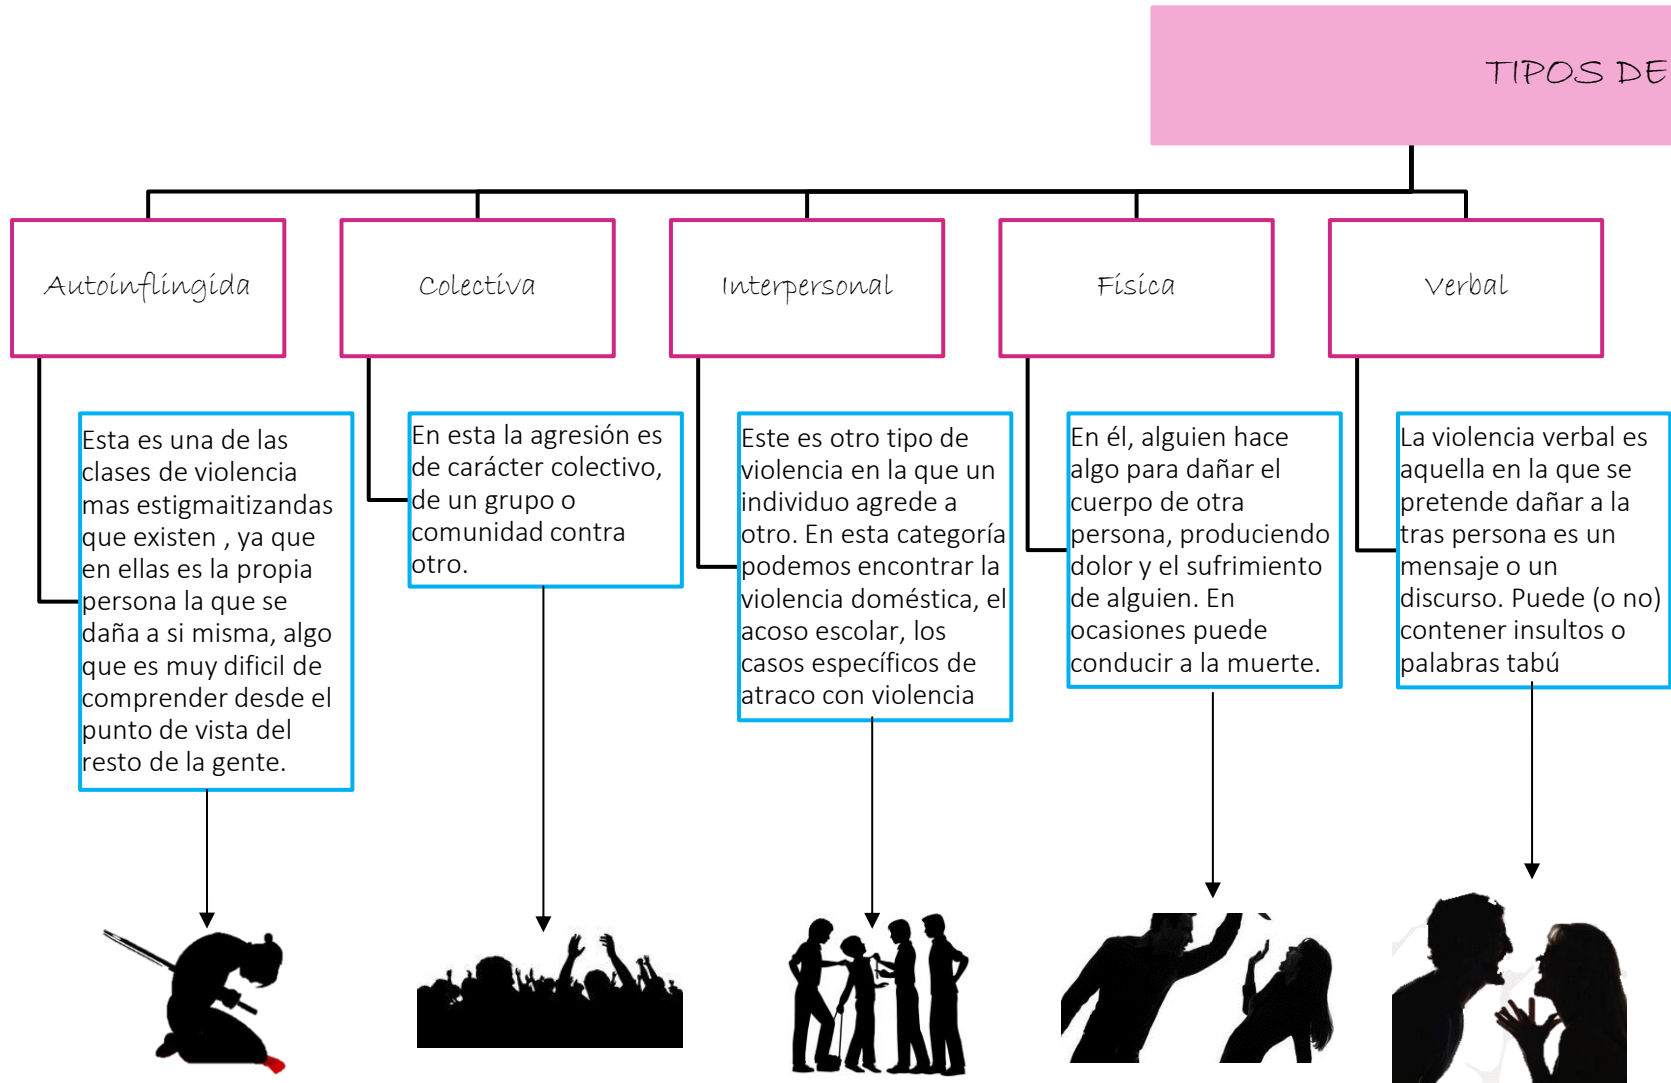 TIPOS DE
Autoinflingida
Colectiva
Interpersonal
Física
Verbal
Esta es una de las
clases de violencia
mas estigmaitizandas
que existen , ya que
en ellas es la propia
persona la que se
daña a si misma, algo
que es muy dificil de
comprender desde el
punto de vista del
resto de la gente.
En esta la agresión es
de carácter colectivo,
de un grupo o
comunidad contra
otro.
Este es otro tipo de
violencia en la que un
individuo agrede a
otro. En esta categoría
podemos encontrar la
violencia doméstica, el
acoso escolar, los
casos específicos de
atraco con violencia
En él, alguien hace
algo para dañar el
cuerpo de otra
persona, produciendo
dolor y el sufrimiento
de alguien. En
ocasiones puede
conducir a la muerte.
La violencia verbal es
aquella en la que se
pretende dañar a la
tras persona es un
mensaje o un
discurso. Puede (o no)
contener insultos o
palabras tabú